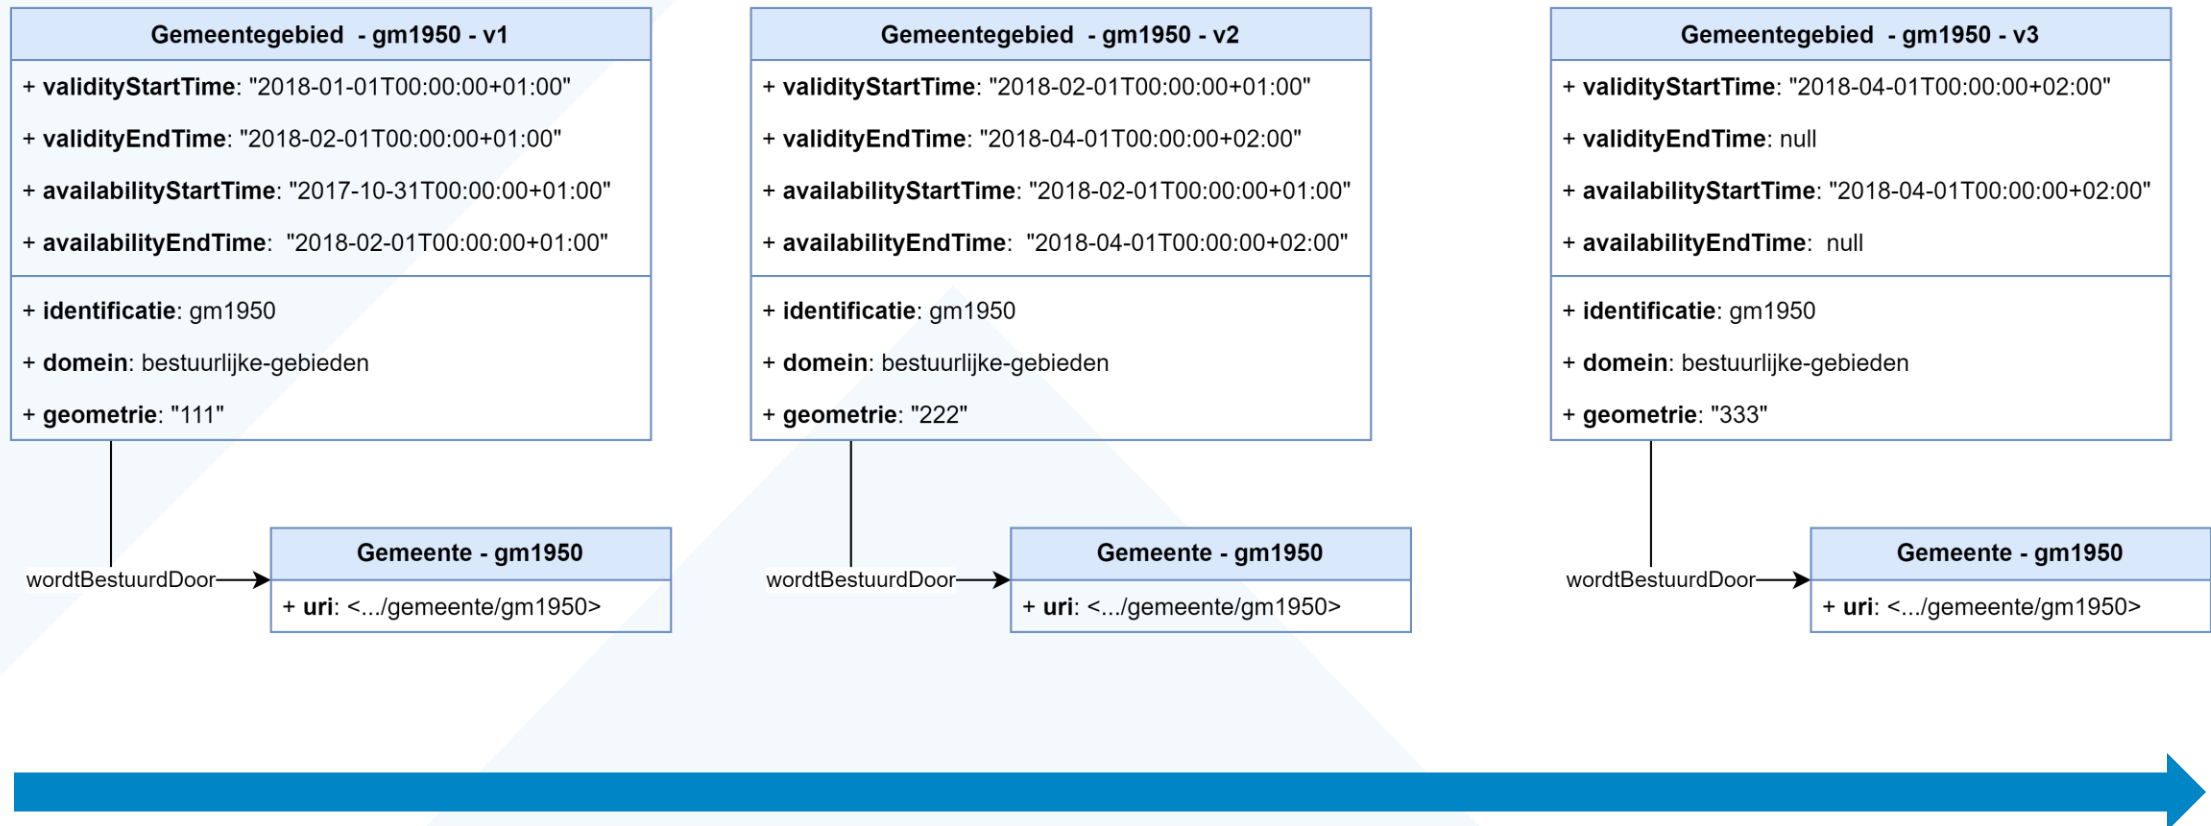 Gemeentegebied - gm1950 - v1
+ validityStartTime: "2018-01-01T00:00:00+01:00"
+ validityEndTime: "2018-02-01T00:00:00+01:00"
+ availabilityStartTime: "2017-10-31T00:00:00+01:00"
+ availabilityEndTime: "2018-02-01T00:00:00+01:00"
+ identificatie: gm1950
+ domein: bestuurlijke-gebieden
+ geometrie: "111"
wordtBestuurdDoor
Gemeente - gm1950
+ uri: <.../gemeente/gm1950>
Gemeentegebied - gm1950 - v2
+ validityStartTime: "2018-02-01T00:00:00+01:00"
+ validityEndTime: "2018-04-01T00:00:00+02:00"
+ availabilityStartTime: "2018-02-01T00:00:00+01:00"
+ availabilityEndTime: "2018-04-01T00:00:00+02:00"
+ identificatie: gm1950
+ domein: bestuurlijke-gebieden
+ geometrie: "222"
wordtBestuurdDoor
Gemeente - gm1950
+ uri: <.../gemeente/gm1950>
Gemeentegebied - gm1950 - v3
+ validityStartTime: "2018-04-01T00:00:00+02:00"
+ validityEndTime: null
+ availabilityStartTime: "2018-04-01T00:00:00+02:00"
+ availabilityEndTime: null
+ identificatie: gm1950
+ domein: bestuurlijke-gebieden
+ geometrie: "333"
wordtBestuurdDoor
Gemeente - gm1950
+ uri: <.../gemeente/gm1950>